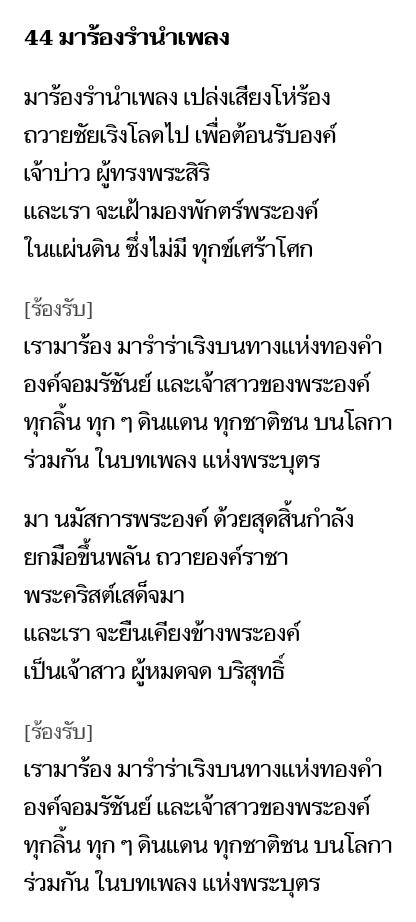 44 มาร้องรำนำเพลง
มาร้องรำนำเพลง เปล่งเสียงโห่ร้อง
ถวายชัยเริงโลดไป เพื่อต้อนรับองค์
เจ้าบ่าว ผู้ทรงพระสิริ
และเรา จะเฝ้ามองพักตร์พระองค์
ในแผ่นดิน ซึ่งไม่มี ทุกข์เศร้าโศก
[ร้องรับ]
เรามาร้อง มารำร่าเริงบนทางแห่งทองคำ
องค์จอมรัชันย์ และเจ้าสาวของพระองค์
ทุกลิ้น ทุก ๆ ดินแดน ทุกชาติชน บนโลกา
ร่วมกัน ในบทเพลง แห่งพระบุตร
มา นมัสการพระองค์ ด้วยสุดสิ้นกำลัง
ยกมือขึ้นพลัน ถวายองค์ราชา
พระคริสต์เสด็จมา
และเรา จะยืนเคียงข้างพระองค์
เป็นเจ้าสาว ผู้หมดจด บริสุทธิ์
[ร้องรับ]
เรามาร้อง มารำร่าเริงบนทางแห่งทองคำ
องค์จอมรัชันย์ และเจ้าสาวของพระองค์
ทุกลิ้น ทุก ๆ ดินแดน ทุกชาติชน บนโลกา
ร่วมกัน ในบทเพลง แห่งพระบุตร